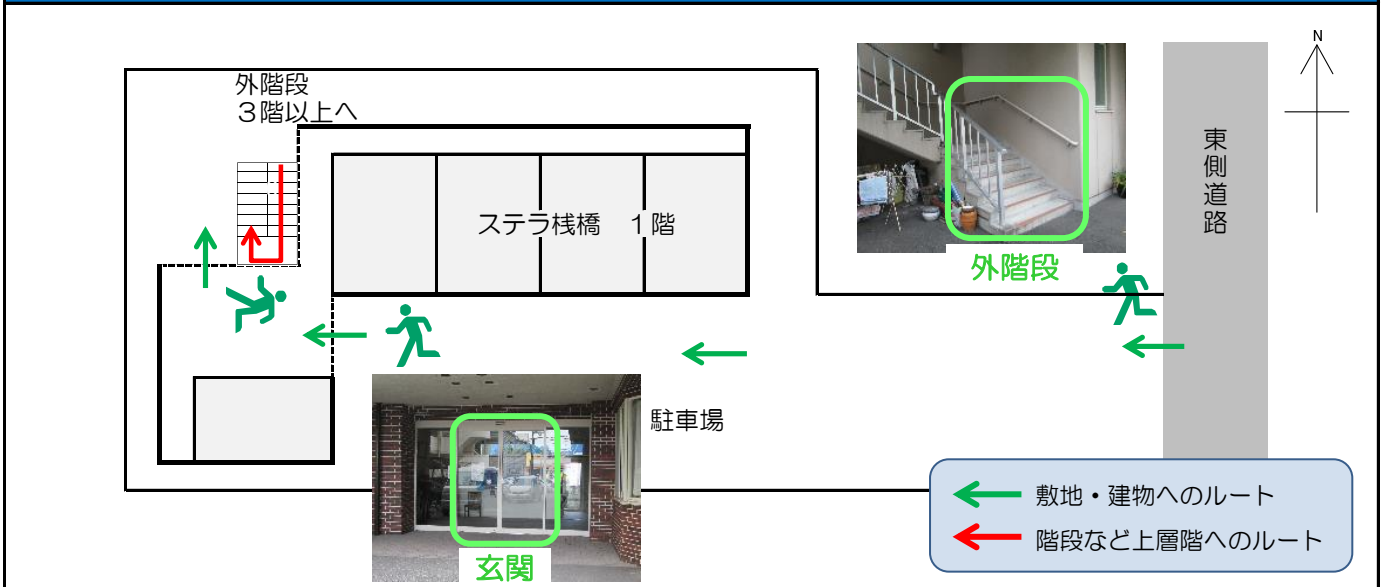 外階段
３階以上へ
ステラ桟橋　１階
外階段
東側道路
N
駐車場
玄関
敷地・建物へのルート
階段など上層階へのルート